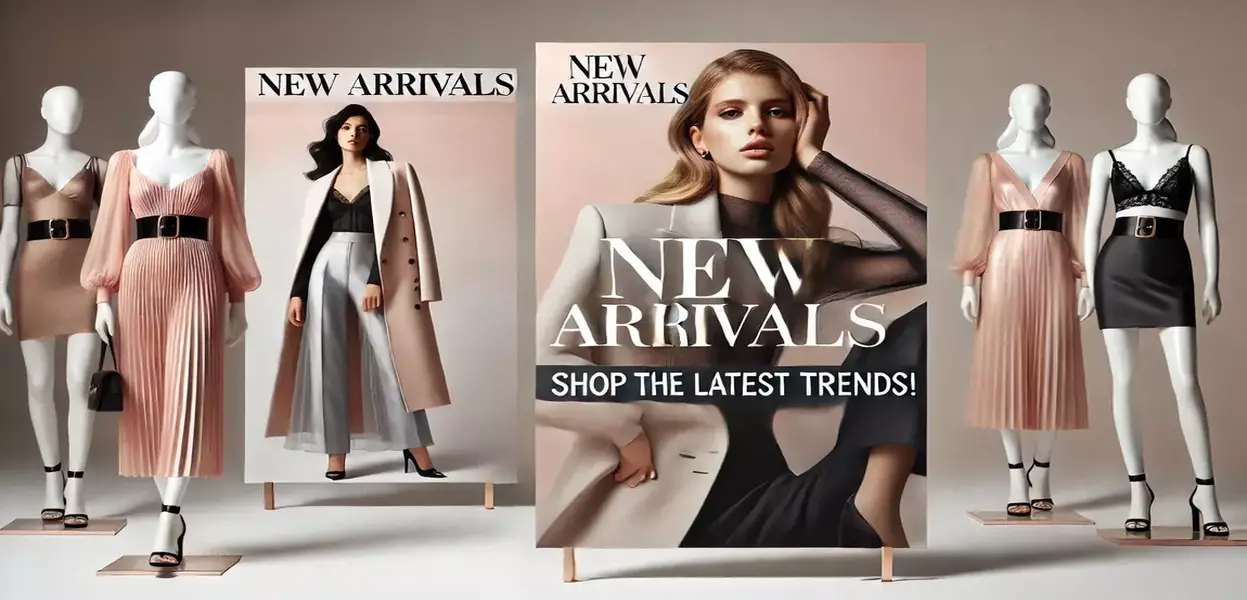 NEW ARRIVALS
NEW
ARRIVALS
NEW
ARRIVALS
SHOP THE LATEST TRENDS!